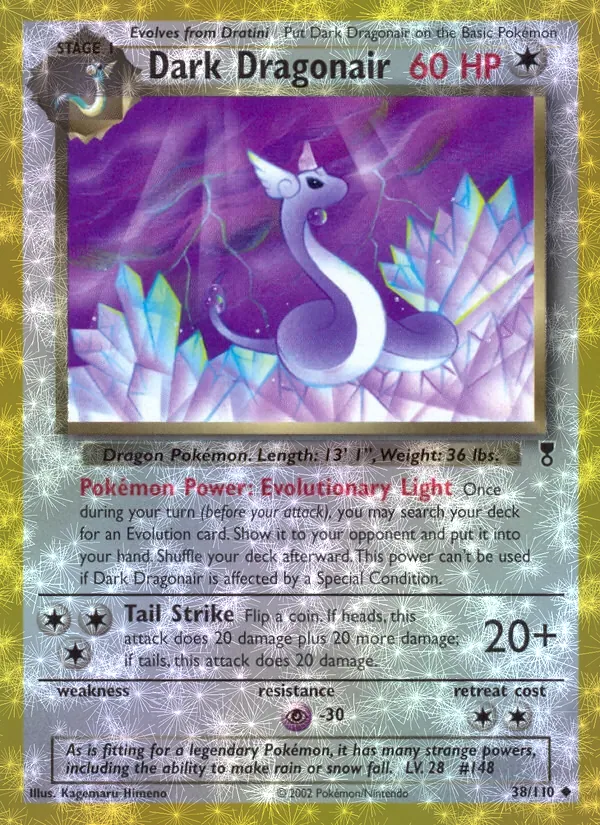 Evolves from Dratini Put Dark Dragonair on the Basic Pokémon
STAGE 1
Dark Dragonair 60 HP
Dragon Pokémon. Length: 13' 1", Weight: 36 lbs.
Pokémon Power: Evolutionary Light Once
during your turn (before your attack), you may search your deck
for an Evolution card. Show it to your opponent and put it into
your hand. Shuffle your deck afterward. This power can't be used
if Dark Dragonair is affected by a Special Condition.
Tail Strike Flip a coin. If heads, this
attack does 20 damage plus 20 more damage;
if tails, this attack does 20 damage.
20+
weakness resistance retreat cost
-30
As is fitting for a legendary Pokémon, it has many strange powers,
including the ability to make rain or snow fall. LV. 28 #148
Illus. Kagemaru Himeno © 2002 Pokémon/Nintendo 38/110